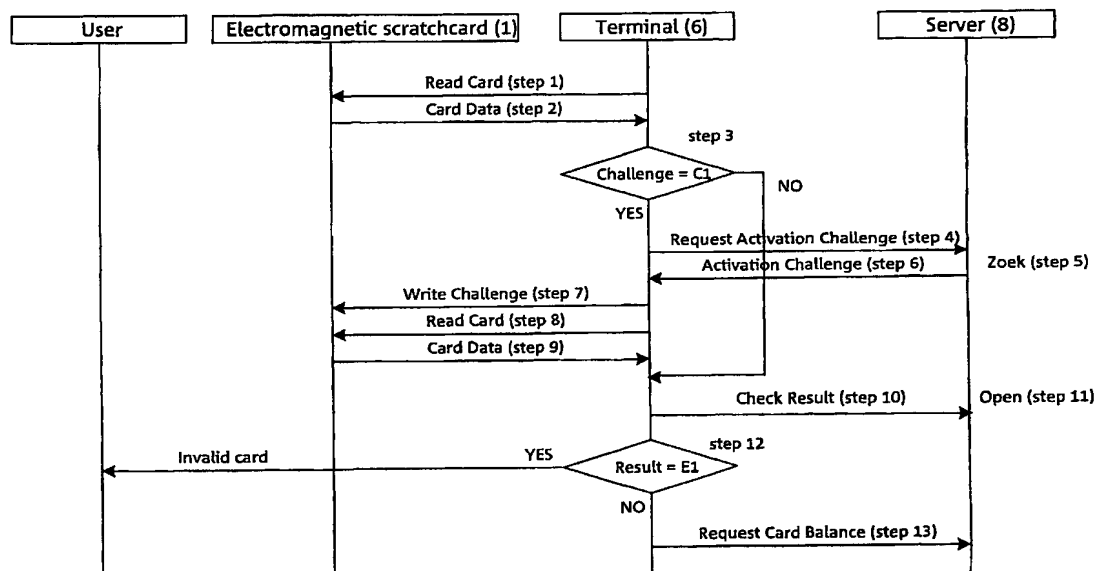 User
Electromagnetic scratchcard (1)
Terminal (6)
Server (8)
Read Card (step 1)
Card Data (step 2)
step 3
Challenge = C1
NO
YES
Request Activation Challenge (step 4)
Activation Challenge (step 6)
Zoek (step 5)
Write Challenge (step 7)
Read Card (step 8)
Card Data (step 9)
Check Result (step 10)
Open (step 11)
step 12
Invalid card
YES
Result = E1
NO
Request Card Balance (step 13)